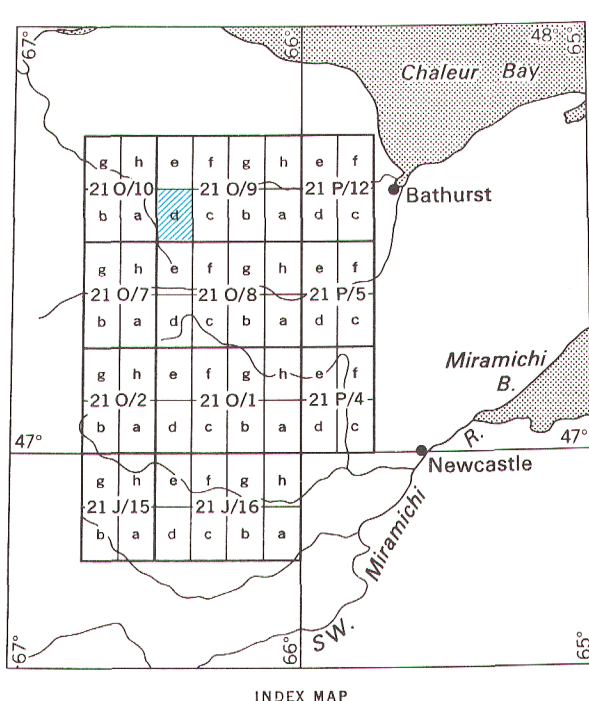 67°
66°
48
65°
Chaleur Bay
g h e f g h e f
21 O/10 21 O/9 21 P/12
Bathurst
b a d c b a d c
g h e f g h e f
21 O/7 21 O/8 21 P/5
b a d c b a d c
Miramichi
B.
g h e f g h e f
21 O/2 21 O/1 21 P/4
b a d c b a d c
R.
47°
47°
Newcastle
g h e f g h
21 J/15 21 J/16
Miramichi
b a d c b a
SW.
67°
66°
65°
INDEX MAP